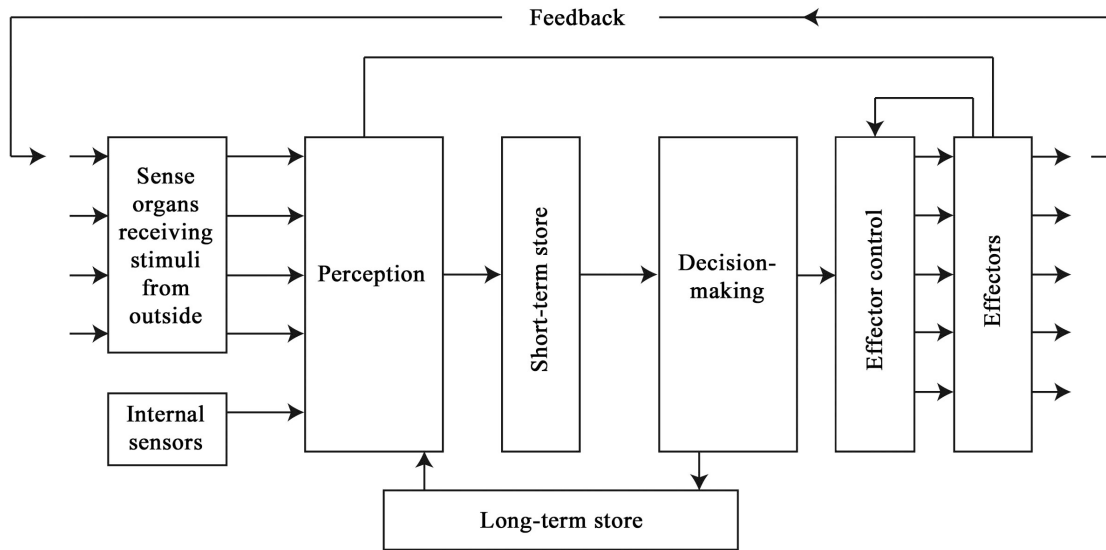 Feedback
Sense
organs
receiving
stimuli
from
outside
Internal
sensors
Perception
Short-term store
Decision-
making
Effector control
Effectors
Long-term store